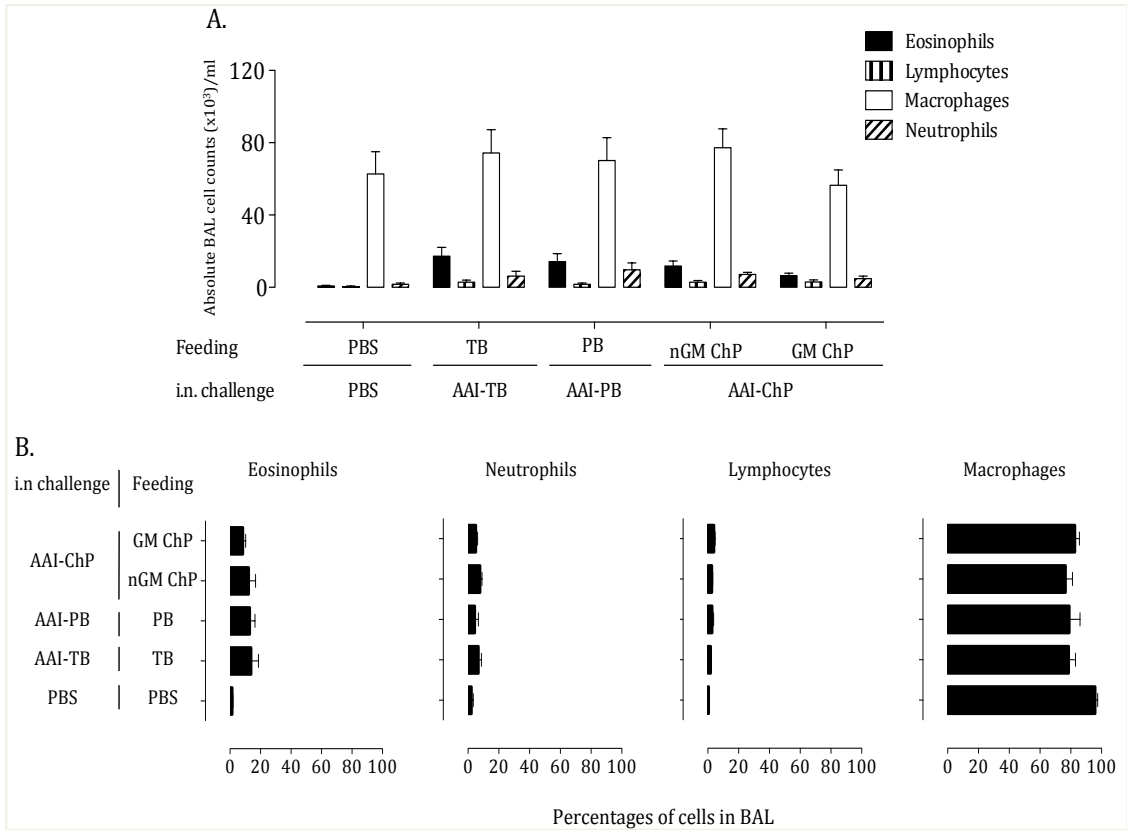 A.
Eosinophils
Lymphocytes
Macrophages
Neutrophils
Absolute BAL cell counts (x10³)/ml
120
80
40
0
Feeding PBS TB PB nGM ChP GM ChP
i.n. challenge PBS AAI-TB AAI-PB AAI-ChP
B.
i.n challenge Feeding Eosinophils Neutrophils Lymphocytes Macrophages
AAI-ChP
GM ChP
nGM ChP
AAI-PB PB
AAI-TB TB
PBS PBS
0 20 40 60 80 100 0 20 40 60 80 100 0 20 40 60 80 100 0 20 40 60 80 100
Percentages of cells in BAL